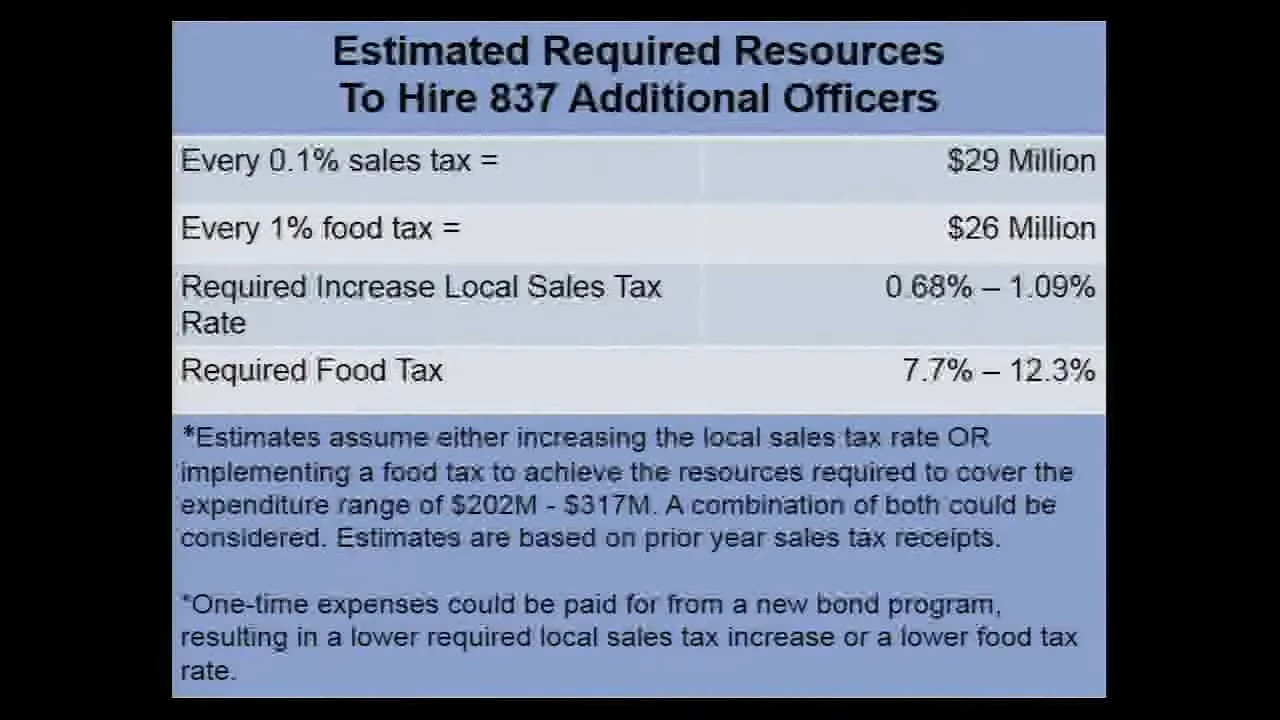 Estimated Required Resources
To Hire 837 Additional Officers
Every 0.1% sales tax = $29 Million
Every 1% food tax = $26 Million
Required Increase Local Sales Tax 0.68% – 1.09%
Rate
Required Food Tax 7.7% – 12.3%
*Estimates assume either increasing the local sales tax rate OR
implementing a food tax to achieve the resources required to cover the
expenditure range of $202M - $317M. A combination of both could be
considered. Estimates are based on prior year sales tax receipts.
*One-time expenses could be paid for from a new bond program,
resulting in a lower required local sales tax increase or a lower food tax
rate.